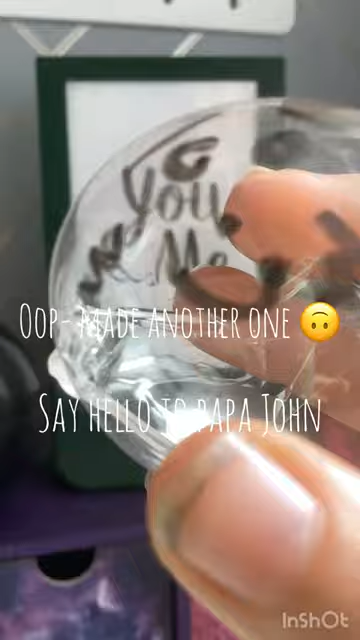 You
Me
Oop- Made another one 🙃
Say hello to papa John
InShOt